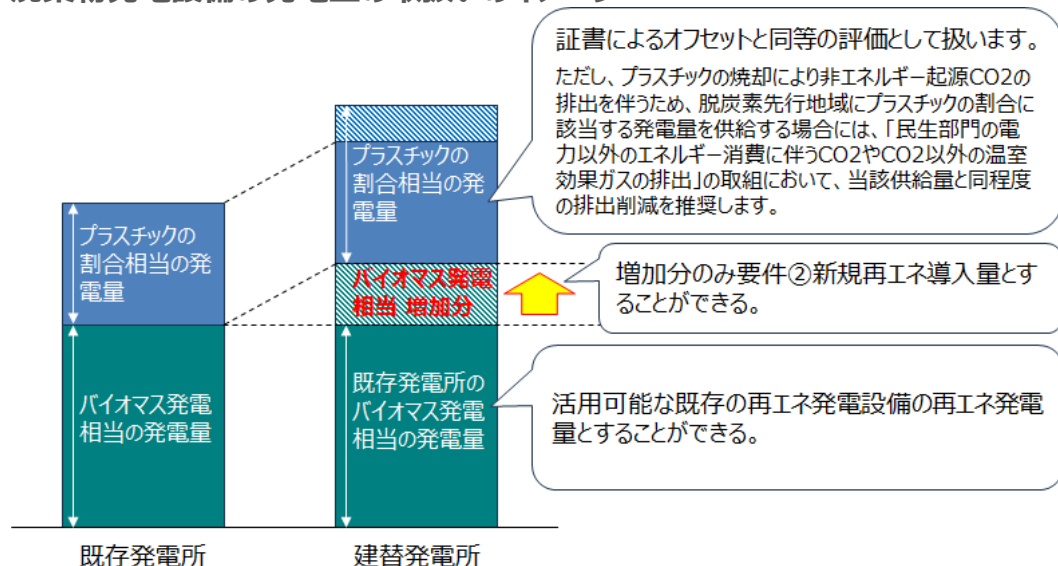 証書によるオフセットと同等の評価として扱います。
ただし、プラスチックの焼却により非エネルギー起源CO2の
排出を伴うため、脱炭素先行地域にプラスチックの割合に
該当する発電量を供給する場合には、「民生部門の電
力以外のエネルギー消費に伴うCO2やCO2以外の温室
効果ガスの排出」の取組において、当該供給量と同程度
の排出削減を推奨します。
プラスチックの
割合相当の発
電量
プラスチックの
割合相当の発
電量
バイオマス発電
相当 増加分
増加分のみ要件②新規再エネ導入量とす
ることができる。
バイオマス発電
相当の発電量
既存発電所の
バイオマス発電
相当の発電量
活用可能な既存の再エネ発電設備の再エネ発電
量とすることができる。
既存発電所
建替発電所